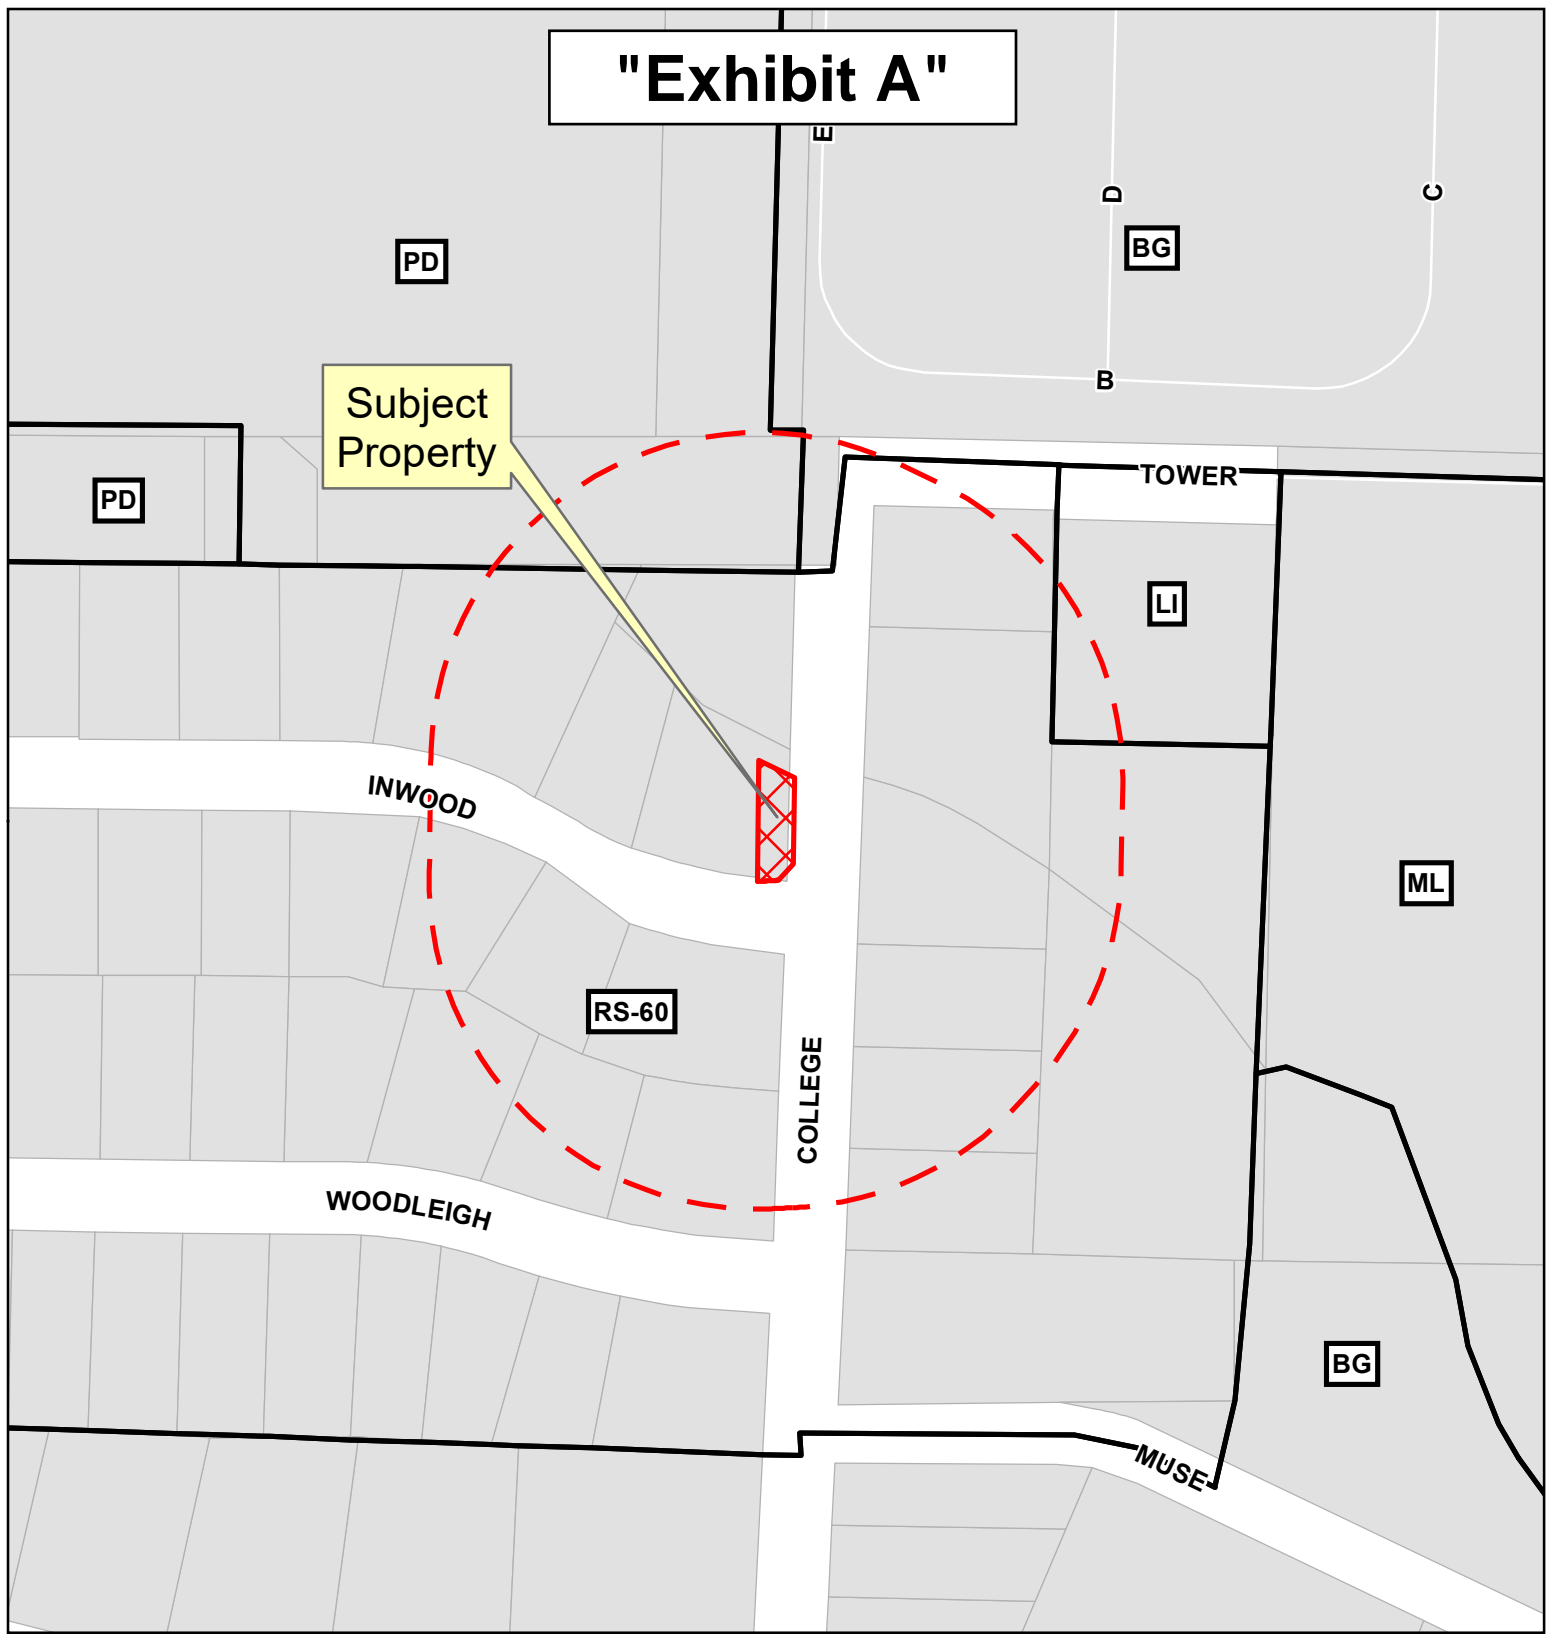 "Exhibit A"
E
D
C
PD
BG
B
Subject
Property
TOWER
PD
LI
INWOOD
ML
RS-60
COLLEGE
WOODLEIGH
BG
MUSE